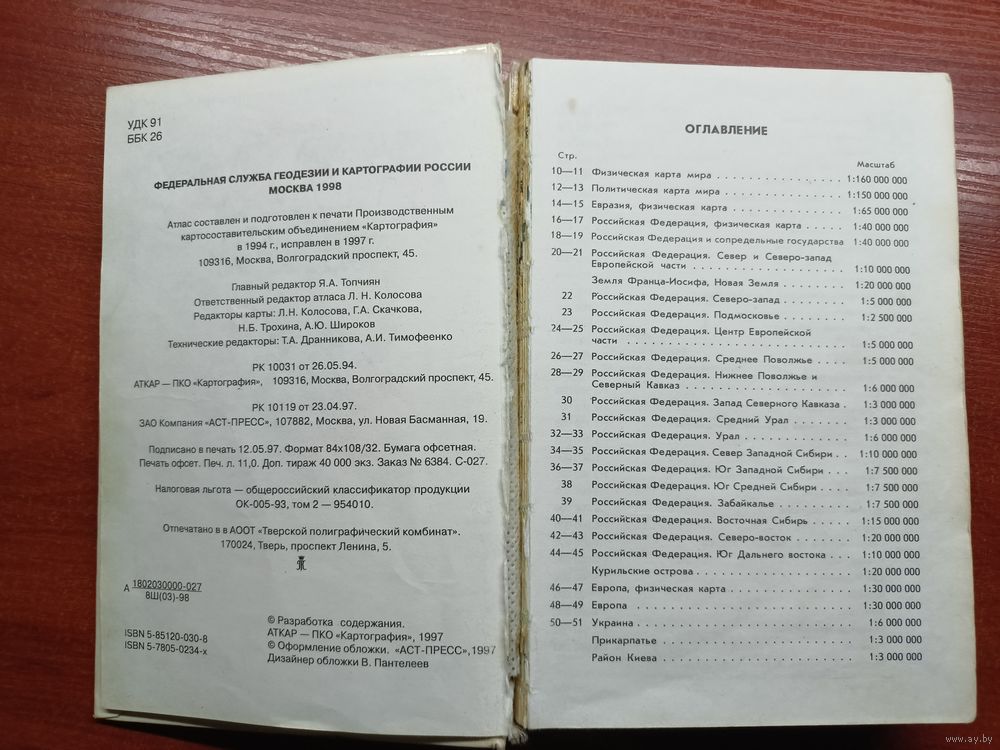 УДК 91
ББК 26
ФЕДЕРАЛЬНАЯ СЛУЖБА ГЕОДЕЗИИ И КАРТОГРАФИИ РОССИИ
МОСКВА 1998
Атлас составлен и подготовлен к печати Производственным
картосоставительским объединением «Картография»
в 1994 г., исправлен в 1997 г.
109316, Москва, Волгоградский проспект, 45.
Главный редактор Я.А. Топчиян
Ответственный редактор атласа Л. Н. Колосова
Редакторы карты: Л.Н. Колосова, Г.А. Скачкова,
Н.Б. Трохина, А.Ю. Широков
Технические редакторы: Т.А. Дранникова, А.И. Тимофеенко
РК 10031 от 26.05.94.
АТКАР — ПКО «Картография», 109316, Москва, Волгоградский проспект, 45.
РК 10119 от 23.04.97.
ЗАО Компания «АСТ-ПРЕСС», 107882, Москва, ул. Новая Басманная, 19.
Подписано в печать 12.05.97. Формат 84х108/32. Бумага офсетная.
Печать офсет. Печ. л. 11,0. Доп. тираж 40 000 экз. Заказ № 6384. С-027.
Налоговая льгота — общероссийский классификатор продукции
ОК-005-93, том 2 — 954010.
Отпечатано в в АООТ «Тверской полиграфический комбинат».
170024, Тверь, проспект Ленина, 5.
А 1802030000-027
8Ш(03)-98
ISBN 5-85120-030-8
ISBN 5-7805-0234-х
© Разработка содержания.
АТКАР — ПКО «Картография», 1997
© Оформление обложки. «АСТ-ПРЕСС»,1997
Дизайнер обложки В. Пантелеев
ОГЛАВЛЕНИЕ
Стр. Масштаб
10—11 Физическая карта мира . . . . . . . . . . . . . . 1:160 000 000
12—13 Политическая карта мира . . . . . . . . . . . . . 1:150 000 000
14—15 Евразия, физическая карта . . . . . . . . . . . . 1:65 000 000
16—17 Российская Федерация, физическая карта . . . . . 1:40 000 000
18—19 Российская Федерация и сопредельные государства 1:40 000 000
20—21 Российская Федерация. Север и Северо-запад
Европейской части . . . . . . . . . . . . . . . . 1:10 000 000
Земля Франца-Иосифа, Новая Земля . . . . . . . 1:20 000 000
22 Российская Федерация. Северо-запад . . . . . . . 1:5 000 000
23 Российская Федерация. Подмосковье . . . . . . . 1:2 500 000
24—25 Российская Федерация. Центр Европейской
части . . . . . . . . . . . . . . . . . . . . . . 1:5 000 000
26—27 Российская Федерация. Среднее Поволжье . . . . 1:5 000 000
28—29 Российская Федерация. Нижнее Поволжье и
Северный Кавказ . . . . . . . . . . . . . . . . . 1:6 000 000
30 Российская Федерация. Запад Северного Кавказа . 1:3 000 000
31 Российская Федерация. Средний Урал . . . . . . 1:3 000 000
32—33 Российская Федерация. Урал . . . . . . . . . . . 1:6 000 000
34—35 Российская Федерация. Север Западной Сибири . . 1:10 000 000
36—37 Российская Федерация. Юг Западной Сибири . . . 1:7 500 000
38 Российская Федерация. Юг Средней Сибири . . . . 1:7 500 000
39 Российская Федерация. Забайкалье . . . . . . . . 1:7 500 000
40—41 Российская Федерация. Восточная Сибирь . . . . . 1:15 000 000
42—43 Российская Федерация. Северо-восток . . . . . . 1:20 000 000
44—45 Российская Федерация. Юг Дальнего востока . . . 1:10 000 000
Курильские острова . . . . . . . . . . . . . . . . 1:20 000 000
46—47 Европа, физическая карта . . . . . . . . . . . . . 1:30 000 000
48—49 Европа . . . . . . . . . . . . . . . . . . . . . . 1:30 000 000
50—51 Украина . . . . . . . . . . . . . . . . . . . . . . 1:6 000 000
Прикарпатье . . . . . . . . . . . . . . . . . . . . 1:3 000 000
Район Киева . . . . . . . . . . . . . . . . . . . . 1:3 000 000
www.ay.by